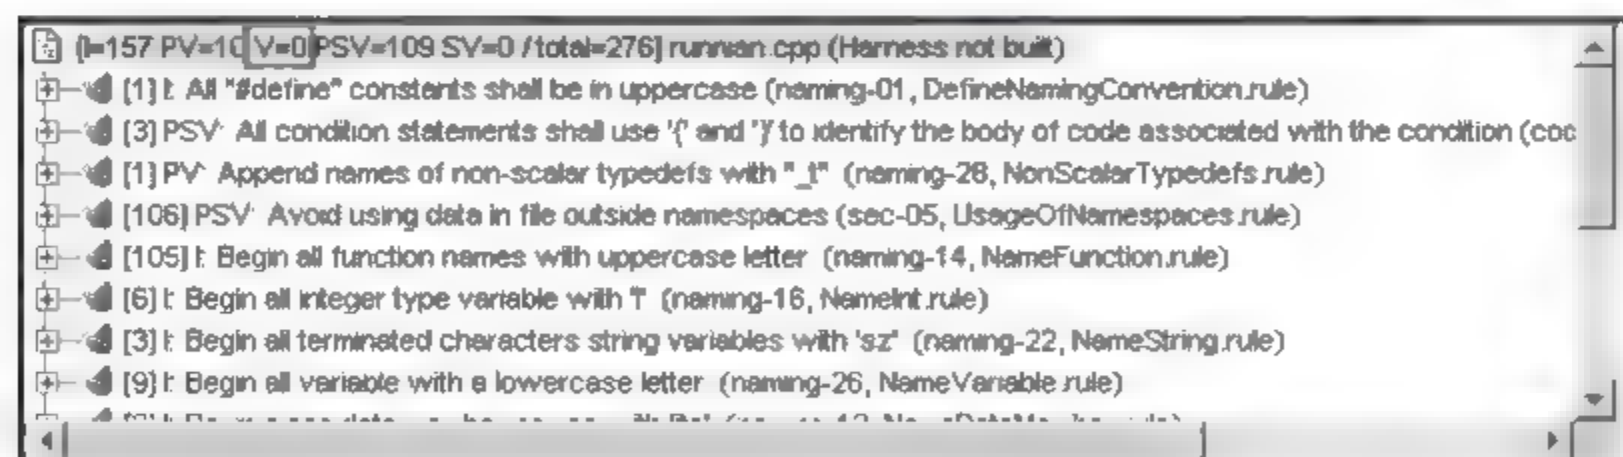 [I=157 PV=10 V=0 PSV=109 SV=0 / total=276] runnan.cpp (Harness not built)
[1] I: All "#define" constants shall be in uppercase (naming-01, DefineNamingConvention.rule)
[3] PSV: All condition statements shall use '{' and '}' to identify the body of code associated with the condition (coc
[1] PV: Append names of non-scalar typedefs with "_t" (naming-28, NonScalarTypedefs.rule)
[106] PSV: Avoid using data in file outside namespaces (sec-05, UsageOfNamespaces.rule)
[105] I: Begin all function names with uppercase letter (naming-14, NameFunction.rule)
[6] I: Begin all integer type variable with 'i' (naming-16, NameInt.rule)
[3] I: Begin all terminated characters string variables with 'sz' (naming-22, NameString.rule)
[9] I: Begin all variable with a lowercase letter (naming-26, NameVariable.rule)